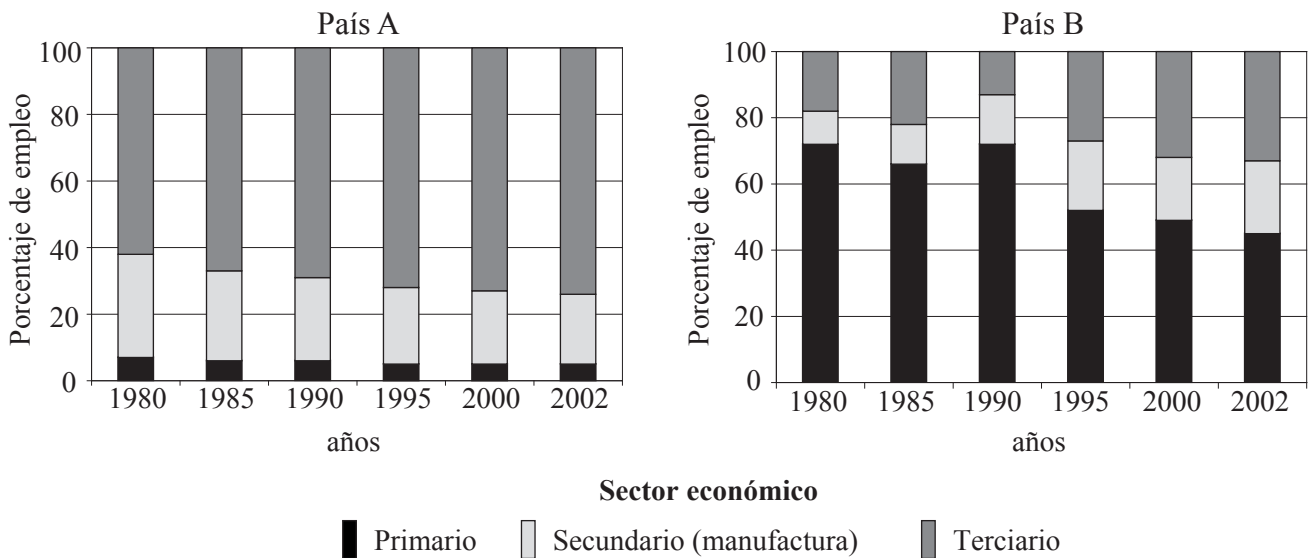 País A
Porcentaje de empleo
100
80
60
40
20
0
1980 1985 1990 1995 2000 2002
años
País B
Porcentaje de empleo
100
80
60
40
20
0
1980 1985 1990 1995 2000 2002
años
Sector económico
Primario Secundario (manufactura) Terciario